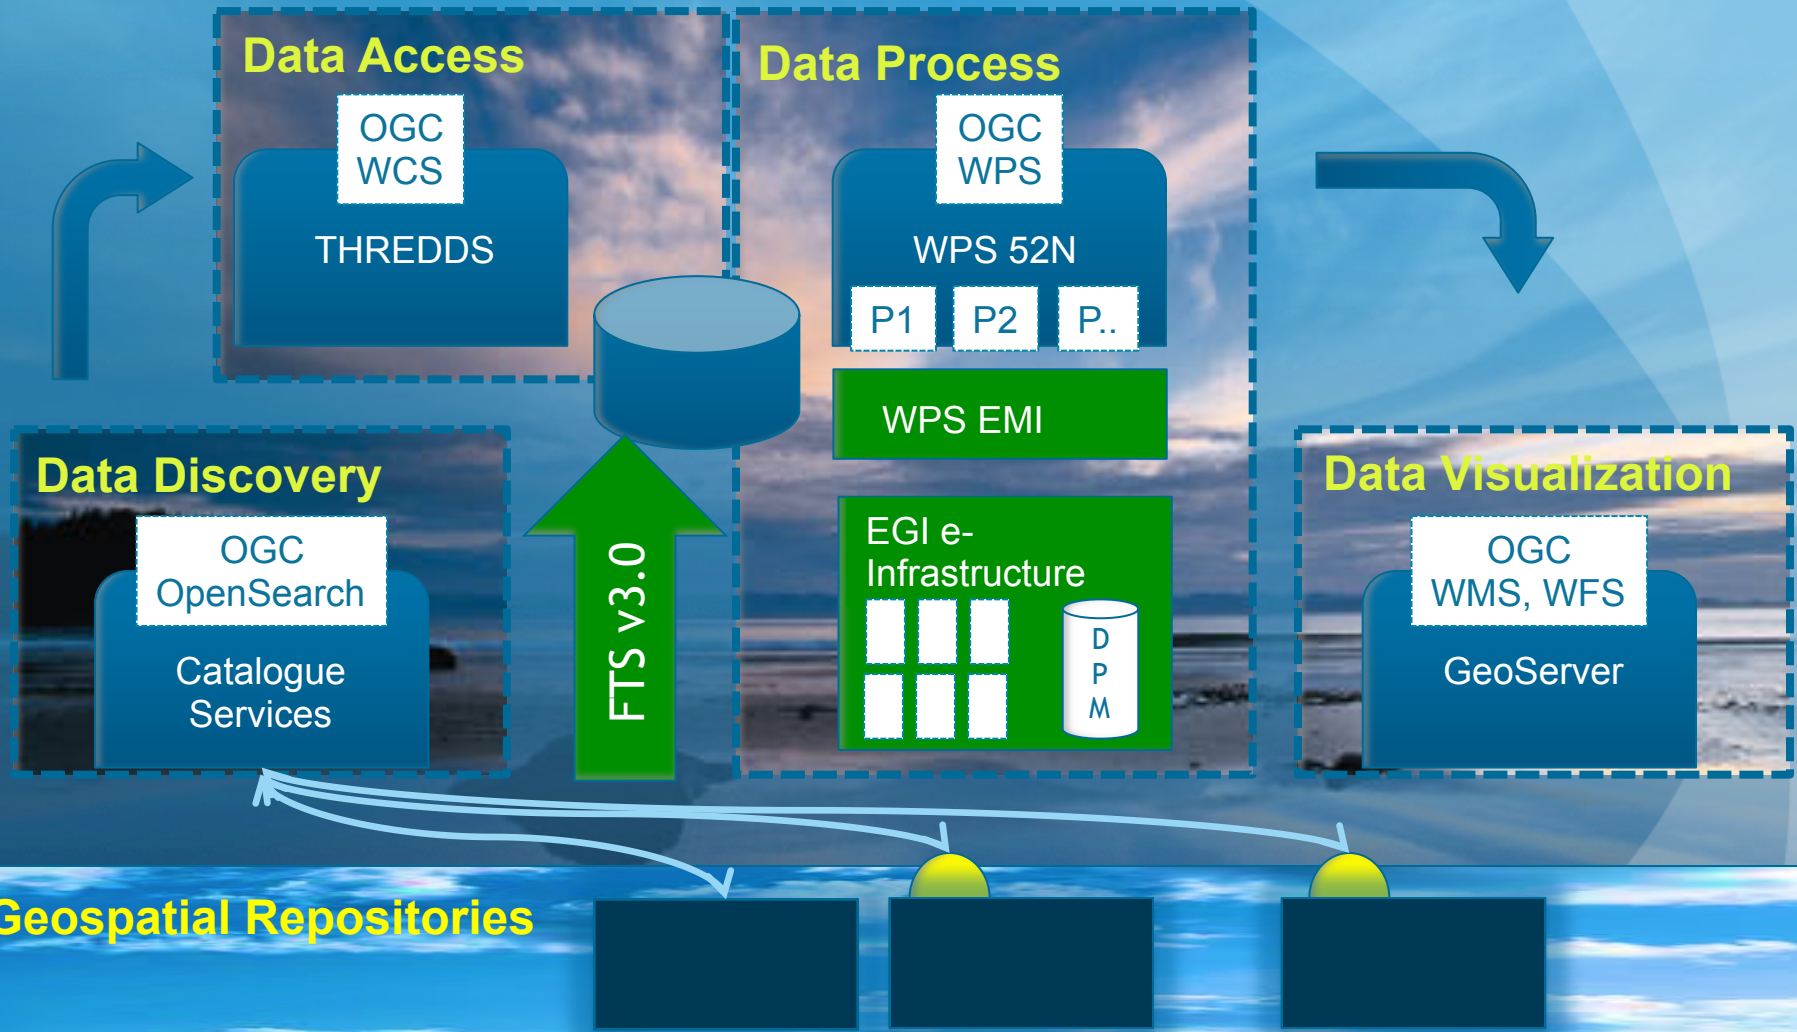 Data Access
OGC
WCS
THREDDS
Data Process
OGC
WPS
WPS 52N
P1
P2
P..
WPS EMI
EGI e-
Infrastructure
D
P
M
Data Discovery
OGC
OpenSearch
Catalogue
Services
FTS v3.0
Data Visualization
OGC
WMS, WFS
GeoServer
Geospatial Repositories